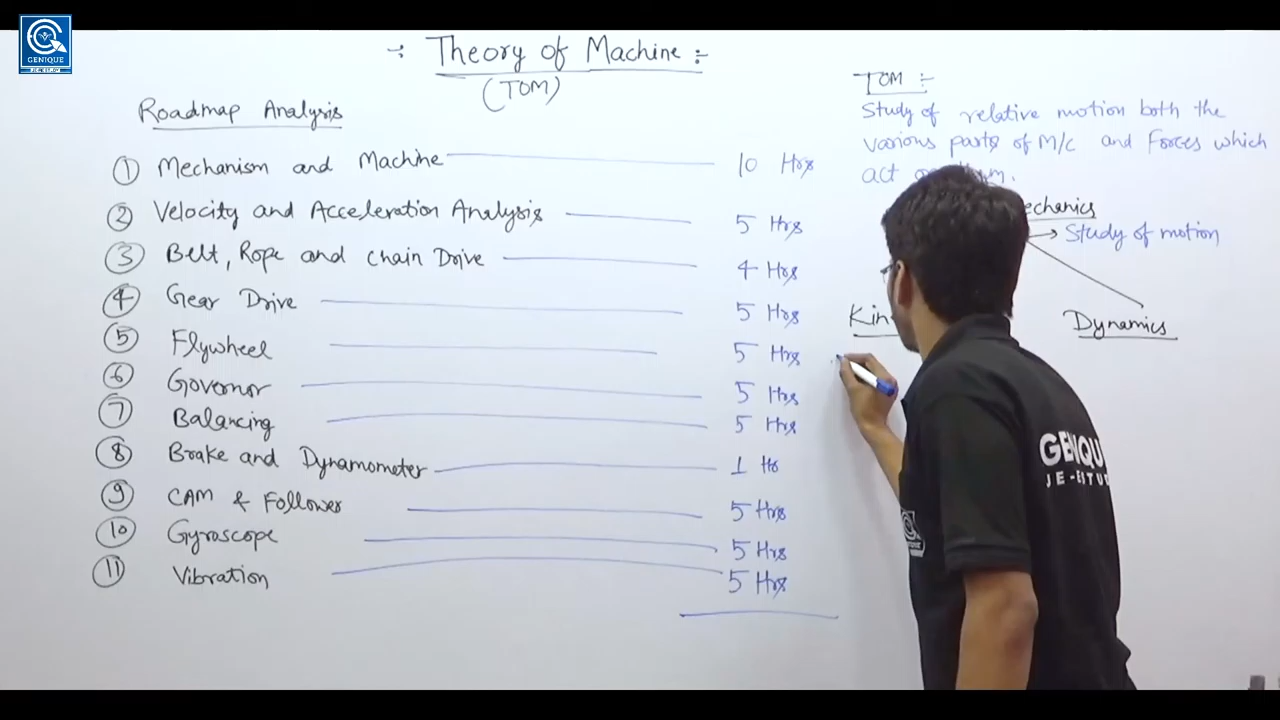 GENIQUE
-: Theory of Machine :-
(TOM)
Roadmap Analysis
① Mechanism and Machine 10 Hrs
② Velocity and Acceleration Analysis 5 Hrs
③ Belt, Rope and Chain Drive 4 Hrs
④ Gear Drive 5 Hrs
⑤ Flywheel 5 Hrs
⑥ Governor 5 Hrs
⑦ Balancing 5 Hrs
⑧ Brake and Dynamometer 1 Hr
⑨ CAM & Follower 5 Hrs
⑩ Gyroscope 5 Hrs
⑪ Vibration 5 Hrs
TOM :-
Study of relative motion both the
various parts of M/c and Forces which
act
→ Study of motion
Dynamics